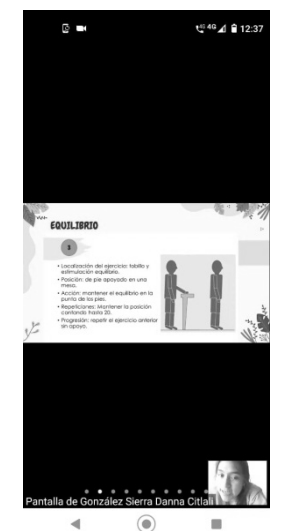 4G 12:37
EQUILIBRIO
3
• Localización del ejercicio: tobillo y
estimulación equilibrio.
• Posición: de pie apoyado en una
mesa.
• Acción: mantener el equilibrio en la
punta de los pies.
• Repeticiones: Mantener la posición
contando hasta 20.
• Progresión: repetir el ejercicio anterior
sin apoyo.
Pantalla de González Sierra Danna Citlali